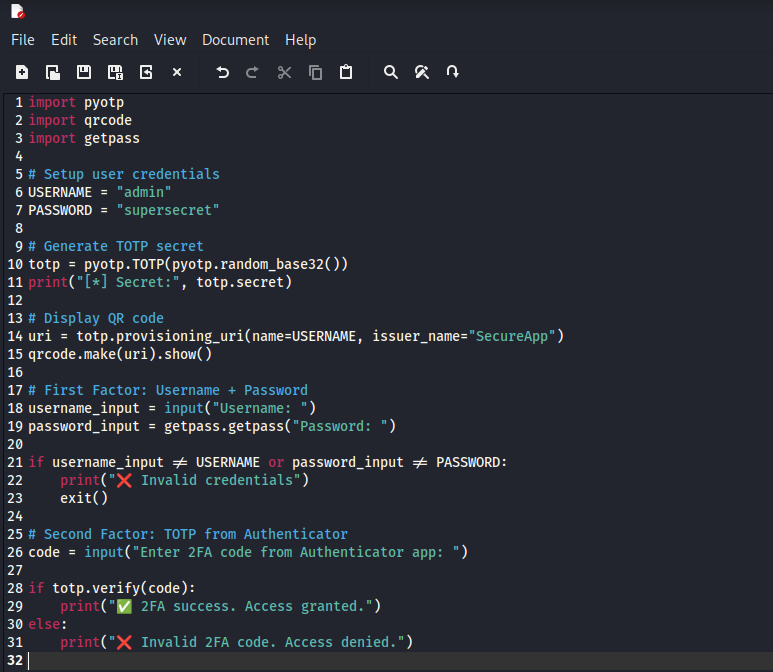 File Edit Search View Document Help
1 import pyotp
2 import qrcode
3 import getpass
4
5 # Setup user credentials
6 USERNAME = "admin"
7 PASSWORD = "supersecret"
8
9 # Generate TOTP secret
10 totp = pyotp.TOTP(pyotp.random_base32())
11 print("[*] Secret:", totp.secret)
12
13 # Display QR code
14 uri = totp.provisioning_uri(name=USERNAME, issuer_name="SecureApp")
15 qrcode.make(uri).show()
16
17 # First Factor: Username + Password
18 username_input = input("Username: ")
19 password_input = getpass.getpass("Password: ")
20
21 if username_input ≠ USERNAME or password_input ≠ PASSWORD:
22     print("❌ Invalid credentials")
23     exit()
24
25 # Second Factor: TOTP from Authenticator
26 code = input("Enter 2FA code from Authenticator app: ")
27
28 if totp.verify(code):
29     print("✅ 2FA success. Access granted.")
30 else:
31     print("❌ Invalid 2FA code. Access denied.")
32